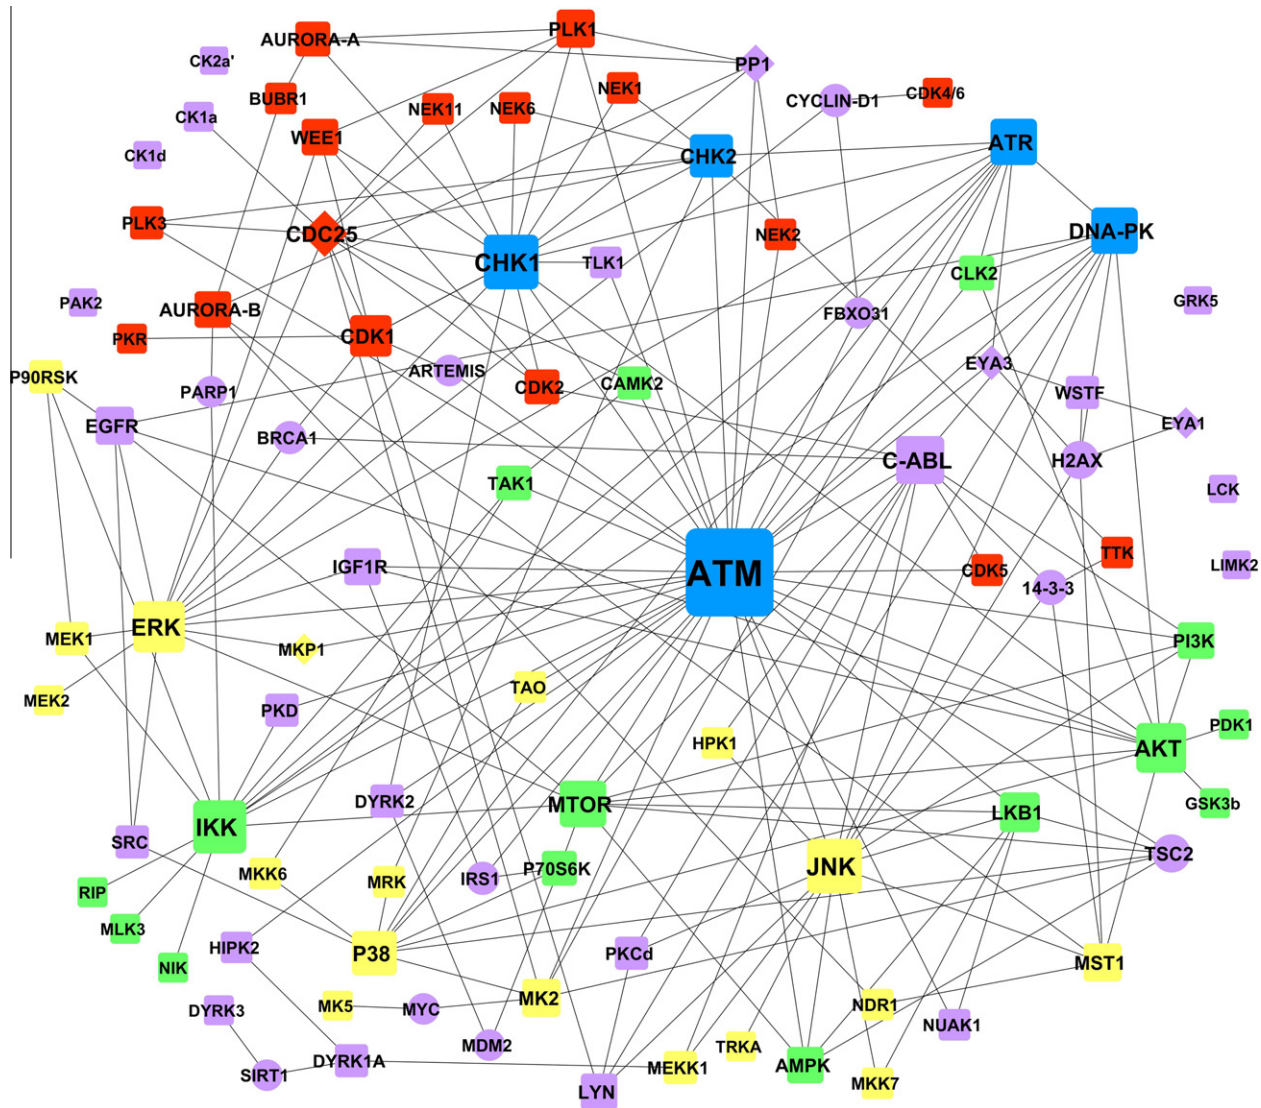 PLK1
AURORA-A
CK2a'
PP1
BUBR1
NEK11
NEK6
NEK1
CYCLIN-D1
CDK4/6
CK1a
WEE1
CK1d
CHK2
ATR
PLK3
CDC25
NEK2
DNA-PK
CHK1
TLK1
CLK2
PAK2
AURORA-B
FBXO31
GRK5
PKR
CDK1
P90RSK
PARP1
ARTEMIS
CDK2
CAMK2
EYA3
WSTF
EGFR
BRCA1
EYA1
C-ABL
H2AX
TAK1
LCK
IGF1R
ATM
CDK5
TTK
14-3-3
LIMK2
MEK1
ERK
MKP1
PI3K
MEK2
PKD
TAO
HPK1
PDK1
AKT
DYRK2
MTOR
LKB1
GSK3b
IKK
SRC
TSC2
MKK6
MRK
IRS1
P70S6K
JNK
RIP
MLK3
HIPK2
P38
PKCd
MST1
NIK
MK2
DYRK3
MK5
MYC
NDR1
NUAK1
MDM2
TRKA
SIRT1
DYRK1A
MEKK1
AMPK
MKK7
LYN